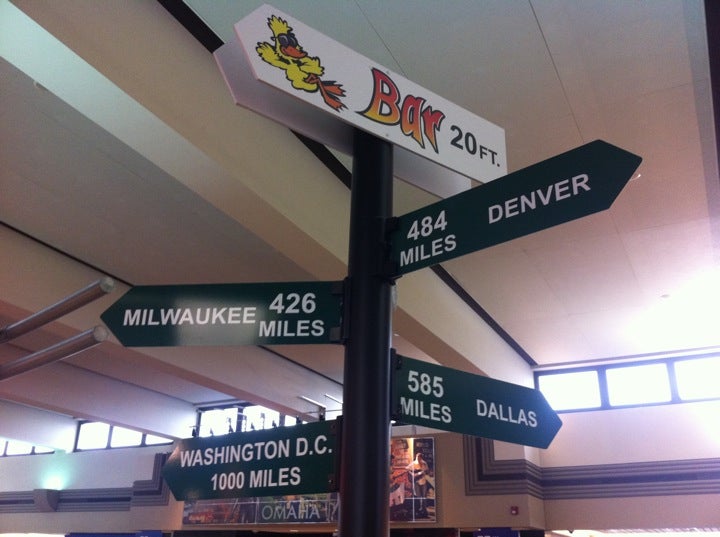 Bar 20 FT.
484 MILES DENVER
MILWAUKEE 426 MILES
585 MILES DALLAS
WASHINGTON D.C.
1000 MILES
OMAHA